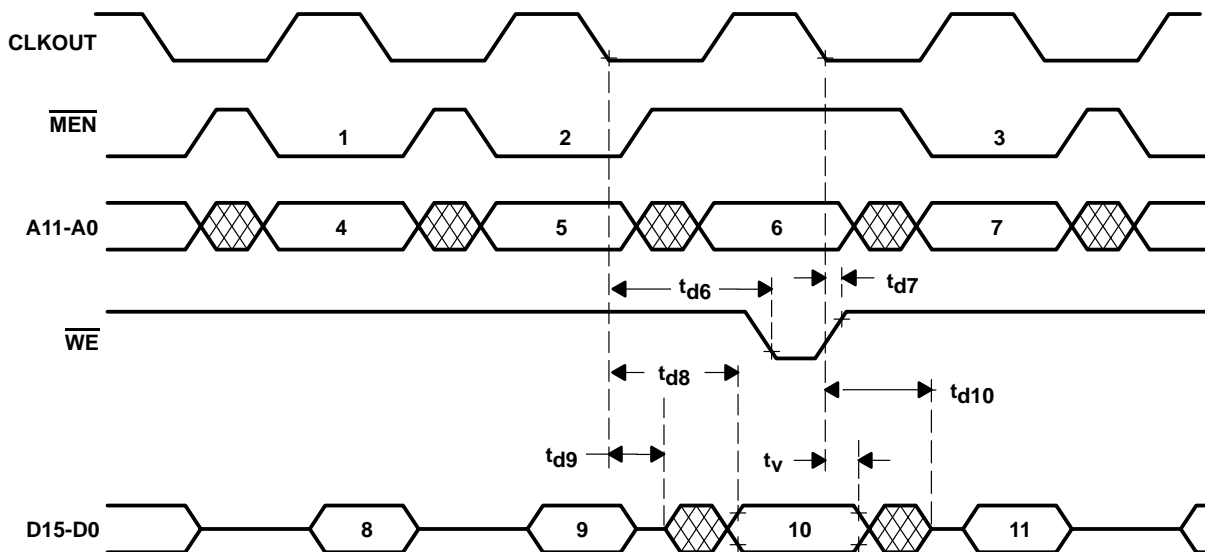 CLKOUT
MEN
1 2 3
A11-A0
4 5 6 7
td6
td7
WE
td8
td10
td9
tv
D15-D0
8 9 10 11